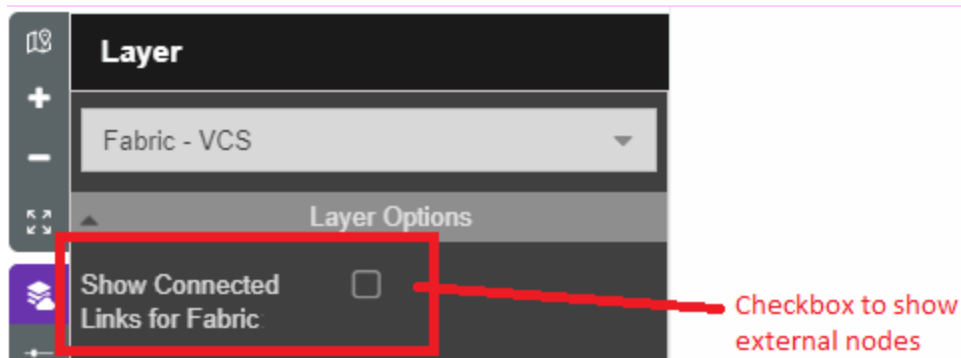 Layer
Fabric - VCS
Layer Options
Show Connected
Links for Fabric
Checkbox to show
external nodes